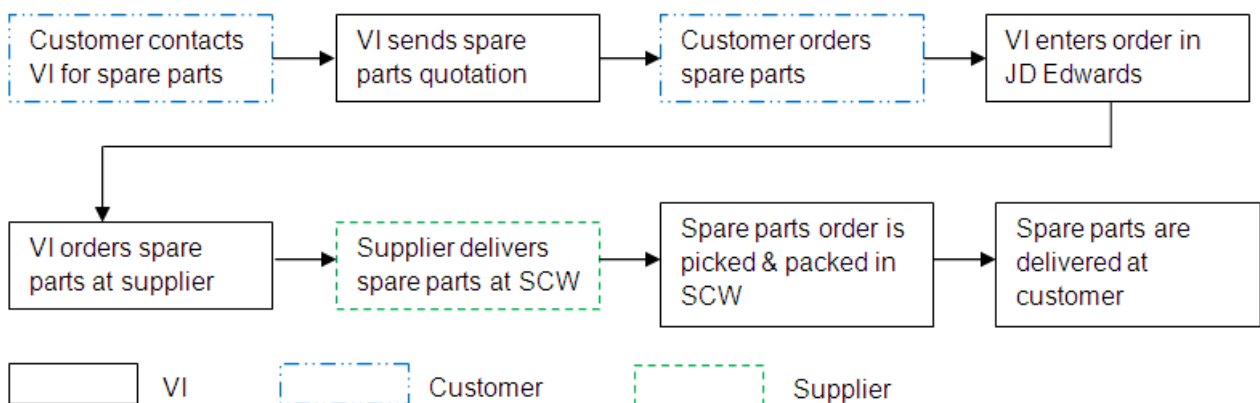 Customer contacts
VI for spare parts
VI sends spare
parts quotation
Customer orders
spare parts
VI enters order in
JD Edwards
VI orders spare
parts at supplier
Supplier delivers
spare parts at SCW
Spare parts order is
picked & packed in
SCW
Spare parts are
delivered at
customer
VI
Customer
Supplier